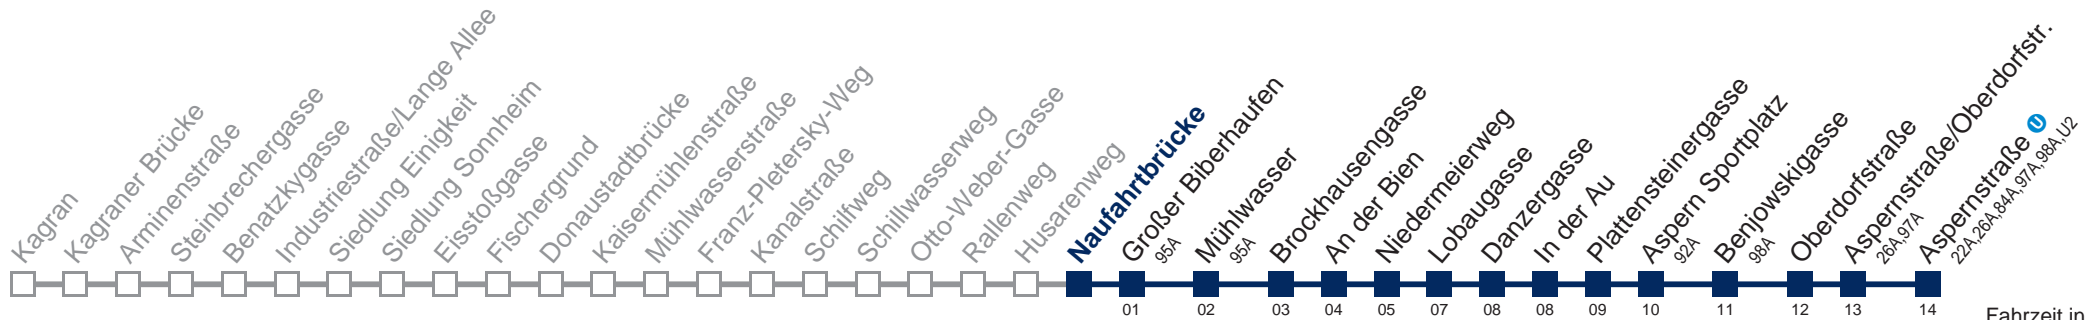 Kagran
Kagraner Brücke
Arminenstraße
Steinbrechergasse
Benatzkygasse
Industriestraße/Lange Allee
Siedlung Einigkeit
Siedlung Sonnheim
Eisstoßgasse
Fischergrund
Donaustadtbrücke
Kaisermühlenstraße
Mühlwasserstraße
Franz-Pletersky-Weg
Kanalstraße
Schilfweg
Schillwasserweg
Otto-Weber-Gasse
Rallenweg
Husarenweg
Naufahrtbrücke
Großer Biberhaufen
95A
Mühlwasser
95A
Brockhausengasse
An der Bien
Niedermeierweg
Lobaugasse
Danzergasse
In der Au
Plattensteinergasse
Aspern Sportplatz
92A
Benjowskigasse
98A
Oberdorfstraße
Aspernstraße/Oberdorfstr.
26A,97A
Aspernstraße U
22A,26A,84A,97A,98A,U2
01 02 03 04 05 07 08 08 09 10 11 12 13 14
Fahrzeit in